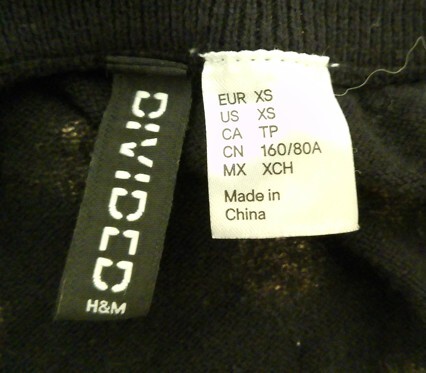 DIVIDED
H&M
EUR XS
US XS
CA TP
CN 160/80A
MX XCH
Made in
China